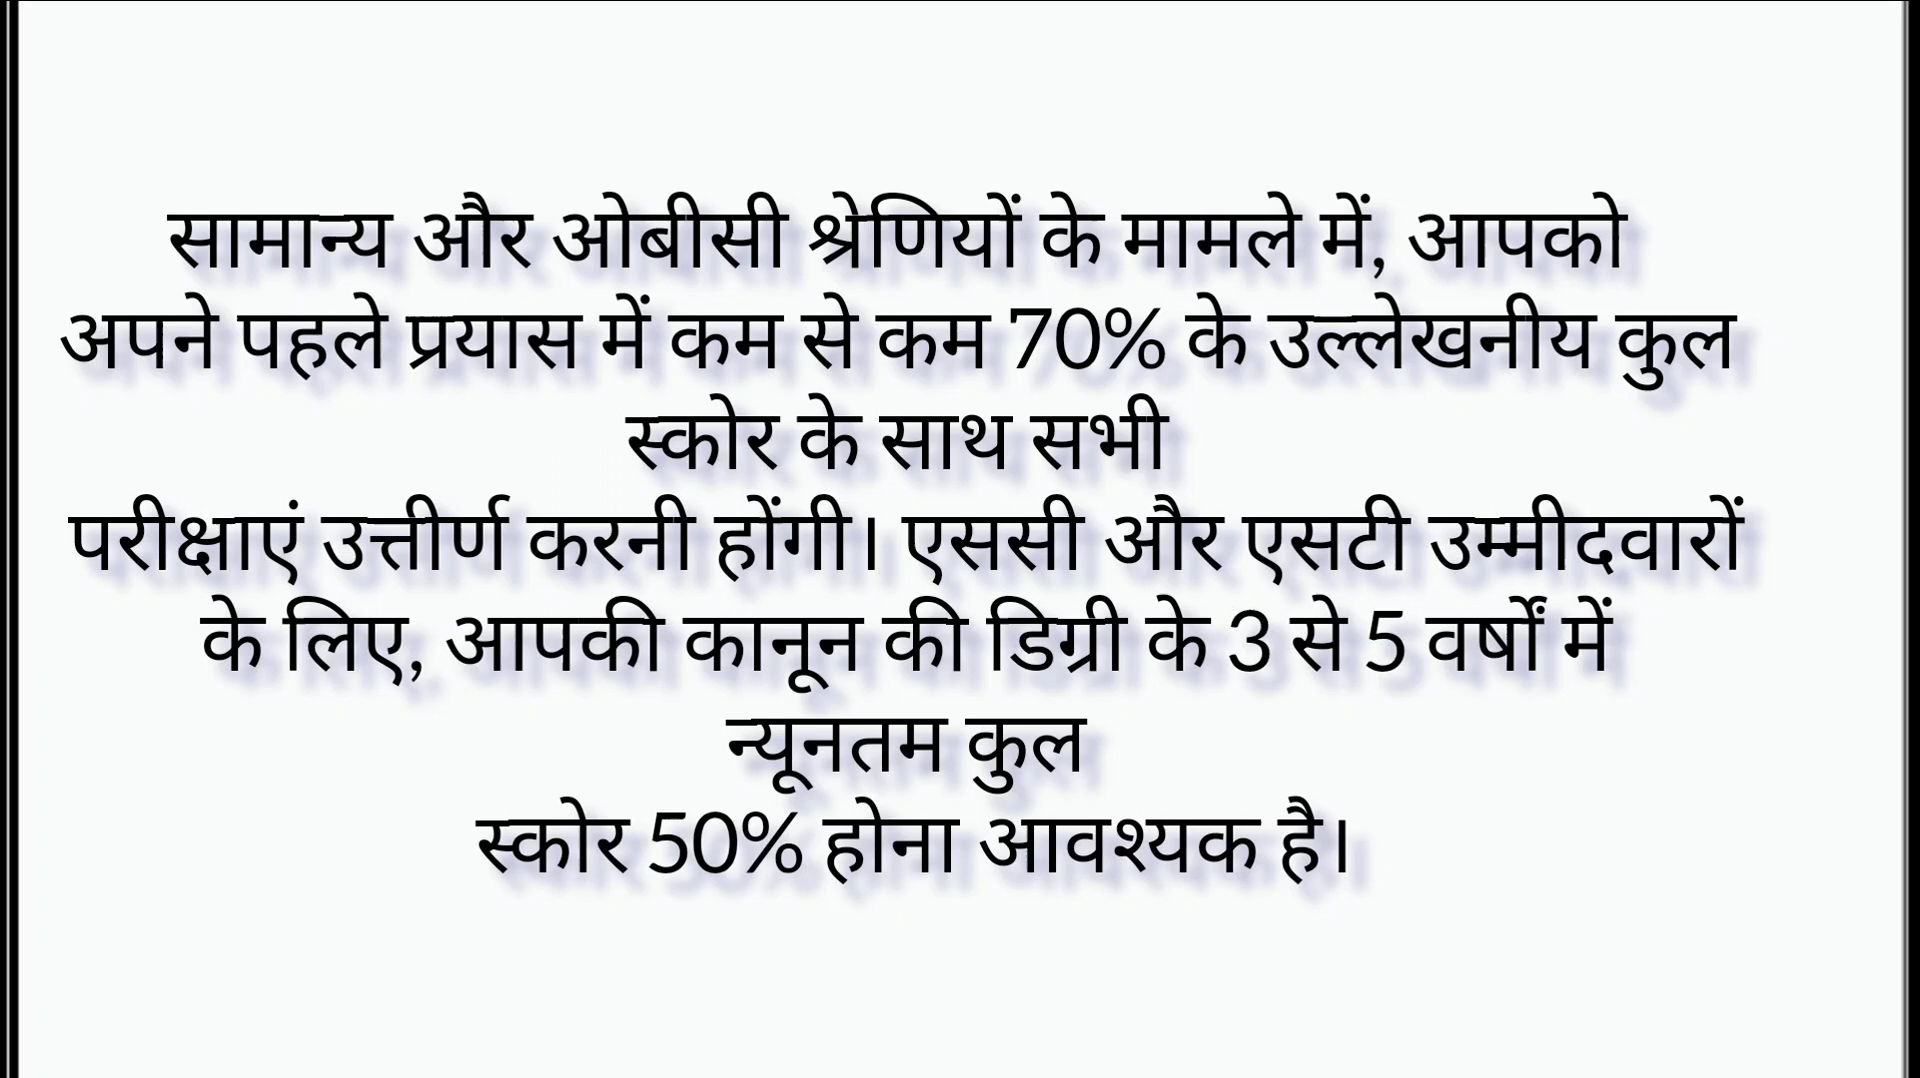 सामान्य और ओबीसी श्रेणियों के मामले में, आपको
अपने पहले प्रयास में कम से कम 70% के उल्लेखनीय कुल
स्कोर के साथ सभी
परीक्षाएं उत्तीर्ण करनी होंगी। एससी और एसटी उम्मीदवारों
के लिए, आपकी कानून की डिग्री के 3 से 5 वर्षों में
न्यूनतम कुल
स्कोर 50% होना आवश्यक है।